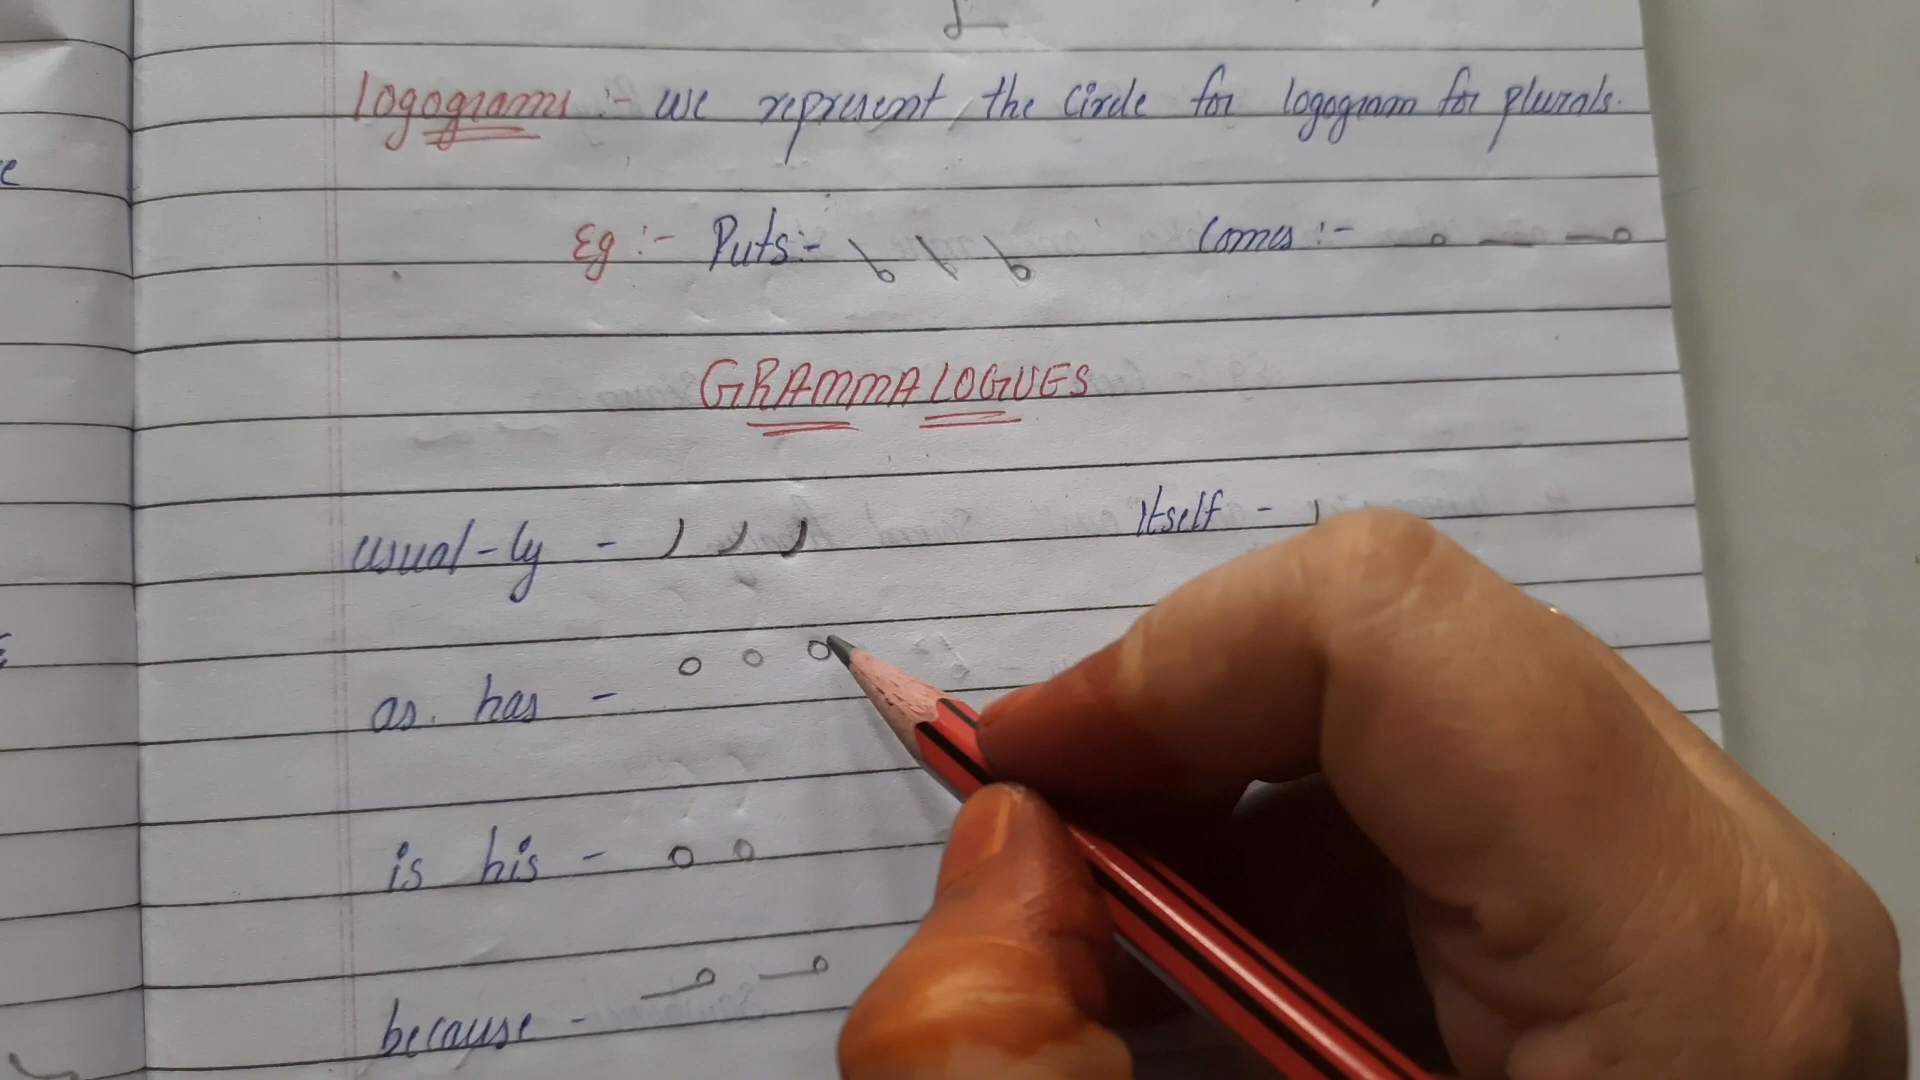 logograms :- we represent, the circle for logogram for plurals.
Eg :- Puts :- Comes :-
GRAMMALOGUES
usual-ly - itself -
as. has -
is his -
because -